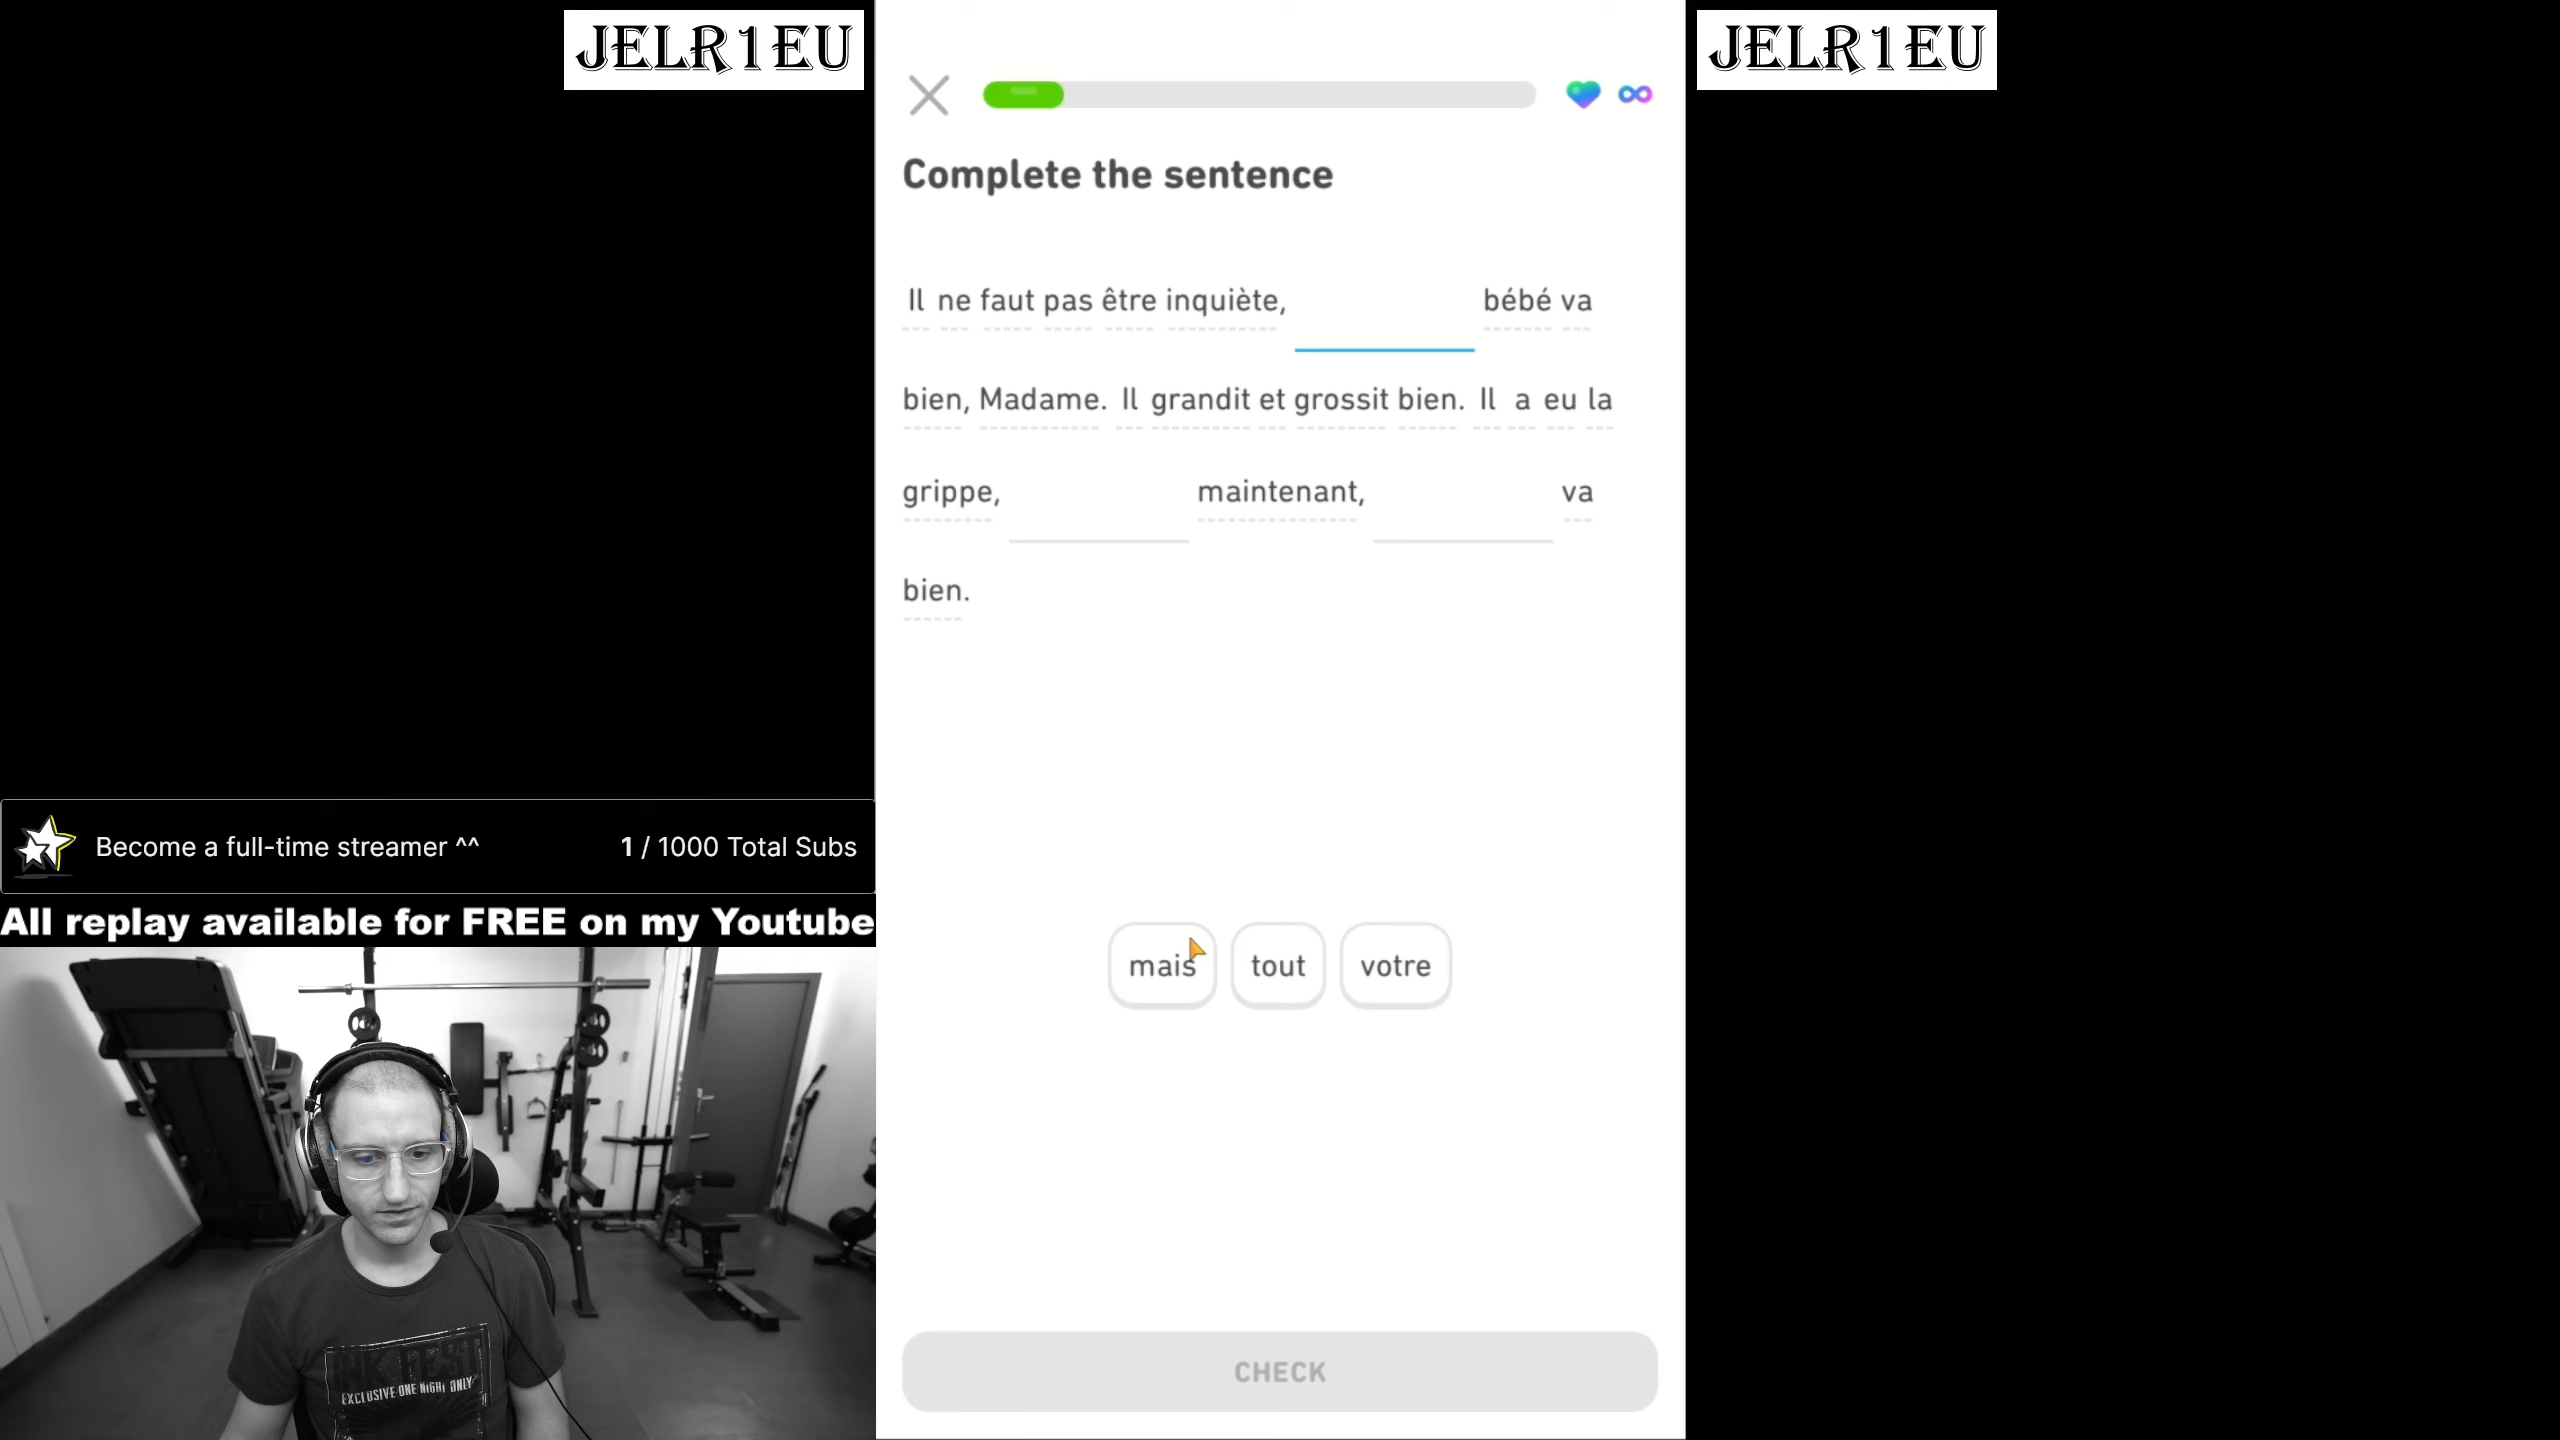 JELR1EU
JELR1EU
Complete the sentence
Il ne faut pas être inquiète, bébé va
bien, Madame. Il grandit et grossit bien. Il a eu la
grippe, maintenant, va
bien.
mais tout votre
CHECK
Become a full-time streamer ^^ 1 / 1000 Total Subs
All replay available for FREE on my Youtube
EXCLUSIVE ONE NIGHT ONLY